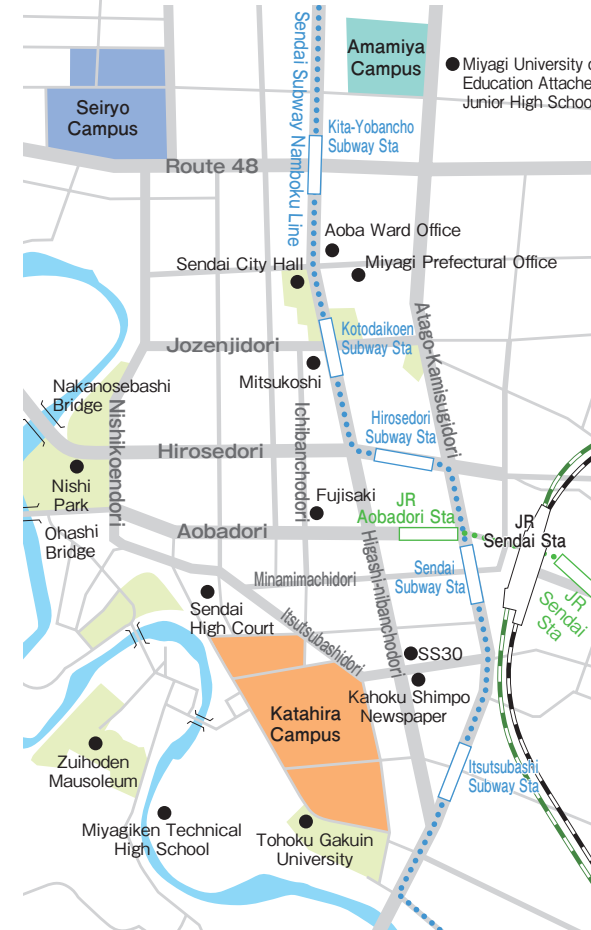 Sendai Subway Namboku Line
Amamiya
Campus
Miyagi University o
Education Attache
Junior High Schoo
Seiryo
Campus
Kita-Yobancho
Subway Sta
Route 48
Aoba Ward Office
Sendai City Hall
Miyagi Prefectural Office
Kotodaikoen
Subway Sta
Atago-Kamisugidori
Jozenjidori
Mitsukoshi
Nakanosebashi
Bridge
Nishikoendori
Ichibanchodori
Hirosedori
Subway Sta
Hirosedori
Nishi
Park
Fujisaki
JR
Aobadori Sta
JR
Sendai Sta
Ohashi
Bridge
Aobadori
Higashi-nibanchodori
Sendai
Subway Sta
JR
Sendai
Sta
Minamimachidori
Sendai
High Court
Itsutsubashidori
SS30
Kahoku Shimpo
Newspaper
Katahira
Campus
Zuihoden
Mausoleum
Itsutsubashi
Subway Sta
Miyagiken Technical
High School
Tohoku Gakuin
University